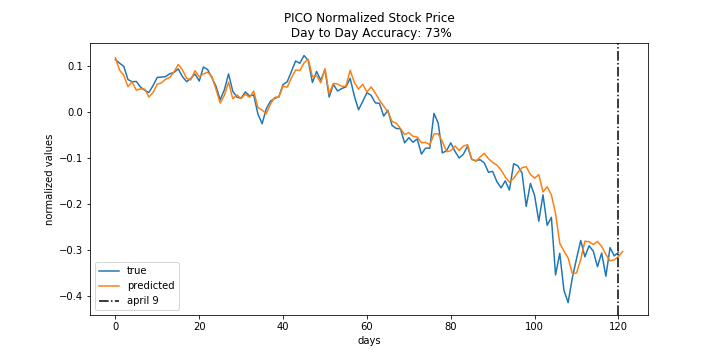 PICO Normalized Stock Price
Day to Day Accuracy: 73%
normalized values
0.1
0.0
−0.1
−0.2
−0.3
−0.4
true
predicted
april 9
0
20
40
60
80
100
120
days